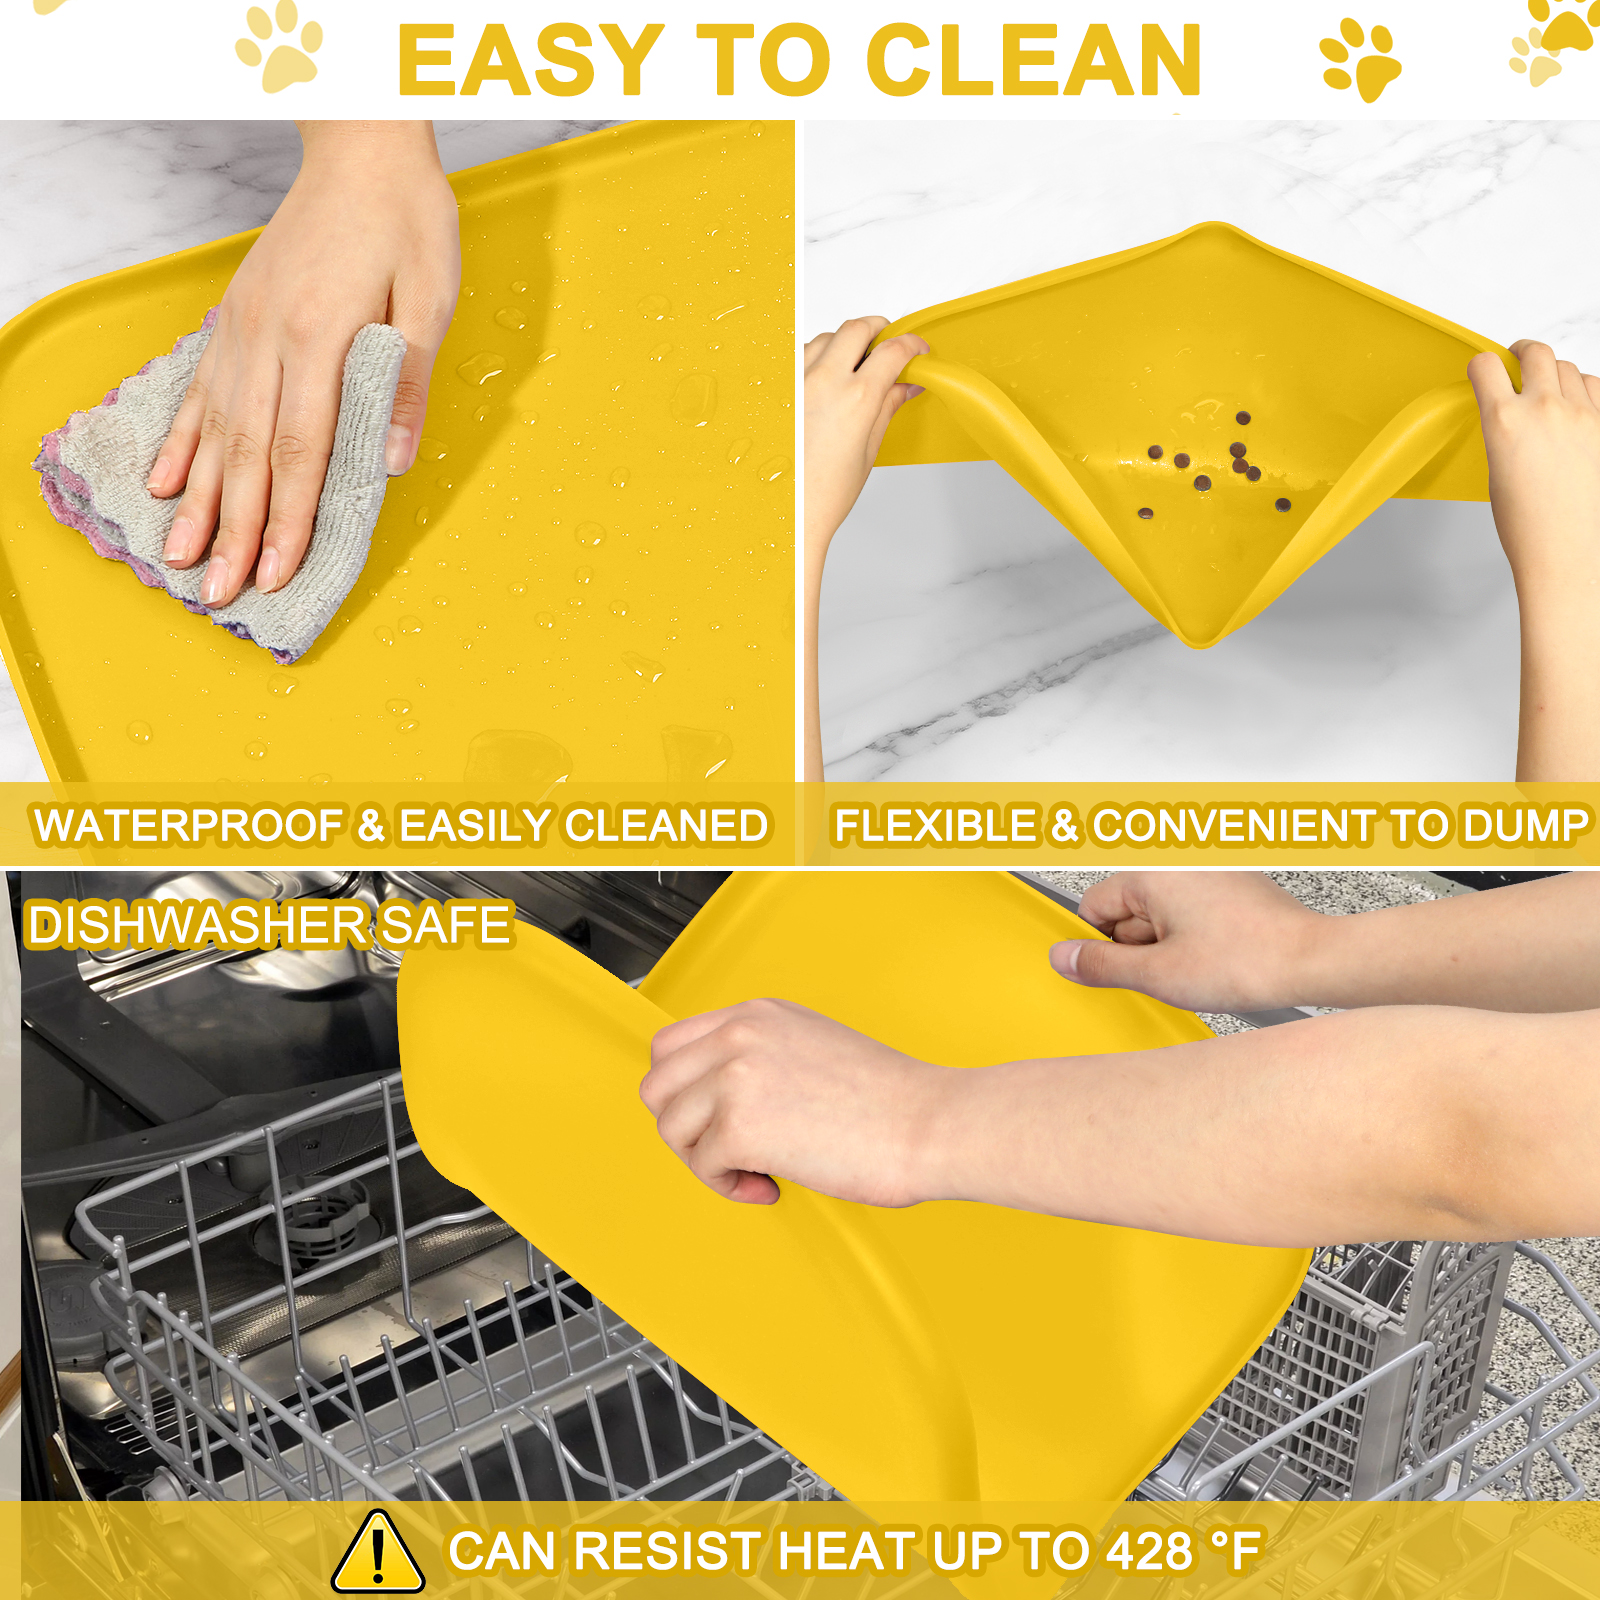 EASY TO CLEAN
WATERPROOF & EASILY CLEANED
FLEXIBLE & CONVENIENT TO DUMP
DISHWASHER SAFE
CAN RESIST HEAT UP TO 428 °F